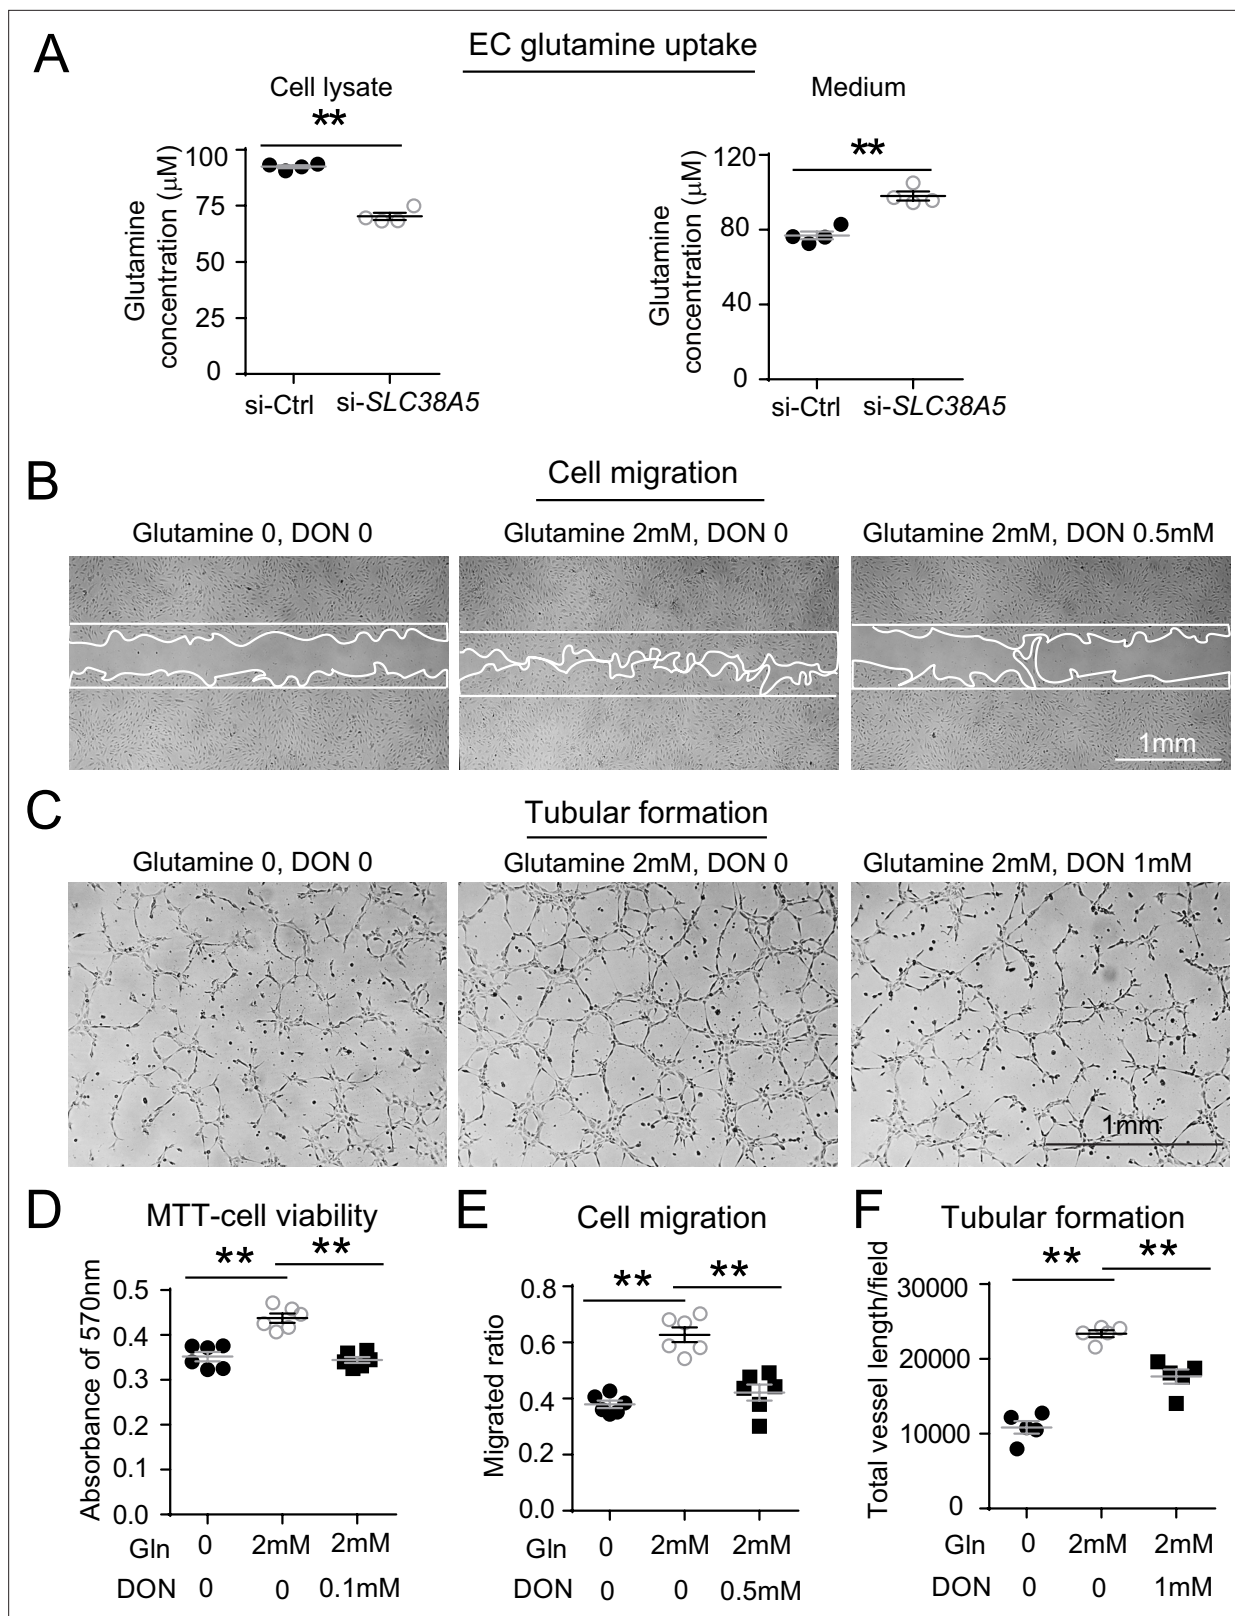 A
EC glutamine uptake
Cell lysate
**
Glutamine
concentration (μM)
100
75
50
25
0
si-Ctrl
si-SLC38A5
Medium
**
Glutamine
concentration (μM)
120
80
40
0
si-Ctrl
si-SLC38A5
B
Cell migration
Glutamine 0, DON 0
Glutamine 2mM, DON 0
Glutamine 2mM, DON 0.5mM
1mm
C
Tubular formation
Glutamine 0, DON 0
Glutamine 2mM, DON 0
Glutamine 2mM, DON 1mM
1mm
D
MTT-cell viability
**
**
Absorbance of 570nm
0.5
0.4
0.3
0.2
0.1
0.0
Gln
0
2mM
2mM
DON
0
0
0.1mM
E
Cell migration
**
**
Migrated ratio
0.8
0.6
0.4
0.2
0.0
Gln
0
2mM
2mM
DON
0
0
0.5mM
F
Tubular formation
**
**
Total vessel length/field
30000
20000
10000
0
Gln
0
2mM
2mM
DON
0
0
1mM